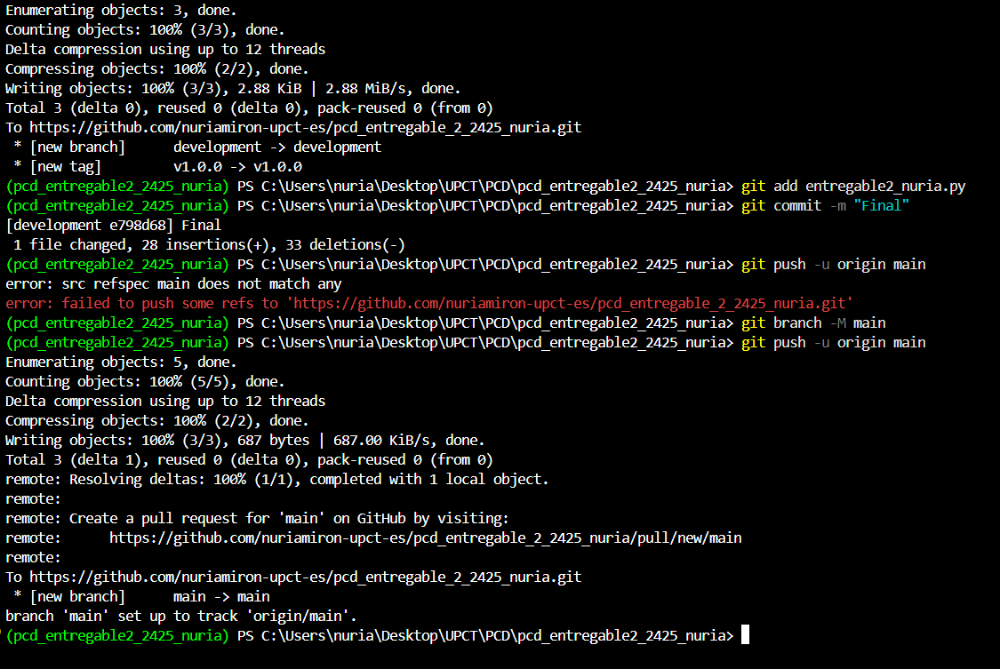 Enumerating objects: 3, done.
Counting objects: 100% (3/3), done.
Delta compression using up to 12 threads
Compressing objects: 100% (2/2), done.
Writing objects: 100% (3/3), 2.88 KiB | 2.88 MiB/s, done.
Total 3 (delta 0), reused 0 (delta 0), pack-reused 0 (from 0)
To https://github.com/nuriamiron-upct-es/pcd_entregable_2_2425_nuria.git
 * [new branch]      development -> development
 * [new tag]         v1.0.0 -> v1.0.0
(pcd_entregable2_2425_nuria) PS C:\Users\nuria\Desktop\UPCT\PCD\pcd_entregable2_2425_nuria> git add entregable2_nuria.py
(pcd_entregable2_2425_nuria) PS C:\Users\nuria\Desktop\UPCT\PCD\pcd_entregable2_2425_nuria> git commit -m "Final"
[development e798d68] Final
 1 file changed, 28 insertions(+), 33 deletions(-)
(pcd_entregable2_2425_nuria) PS C:\Users\nuria\Desktop\UPCT\PCD\pcd_entregable2_2425_nuria> git push -u origin main
error: src refspec main does not match any
error: failed to push some refs to 'https://github.com/nuriamiron-upct-es/pcd_entregable_2_2425_nuria.git'
(pcd_entregable2_2425_nuria) PS C:\Users\nuria\Desktop\UPCT\PCD\pcd_entregable2_2425_nuria> git branch -M main
(pcd_entregable2_2425_nuria) PS C:\Users\nuria\Desktop\UPCT\PCD\pcd_entregable2_2425_nuria> git push -u origin main
Enumerating objects: 5, done.
Counting objects: 100% (5/5), done.
Delta compression using up to 12 threads
Compressing objects: 100% (2/2), done.
Writing objects: 100% (3/3), 687 bytes | 687.00 KiB/s, done.
Total 3 (delta 1), reused 0 (delta 0), pack-reused 0 (from 0)
remote: Resolving deltas: 100% (1/1), completed with 1 local object.
remote:
remote: Create a pull request for 'main' on GitHub by visiting:
remote:      https://github.com/nuriamiron-upct-es/pcd_entregable_2_2425_nuria/pull/new/main
remote:
To https://github.com/nuriamiron-upct-es/pcd_entregable_2_2425_nuria.git
 * [new branch]      main -> main
branch 'main' set up to track 'origin/main'.
(pcd_entregable2_2425_nuria) PS C:\Users\nuria\Desktop\UPCT\PCD\pcd_entregable2_2425_nuria>